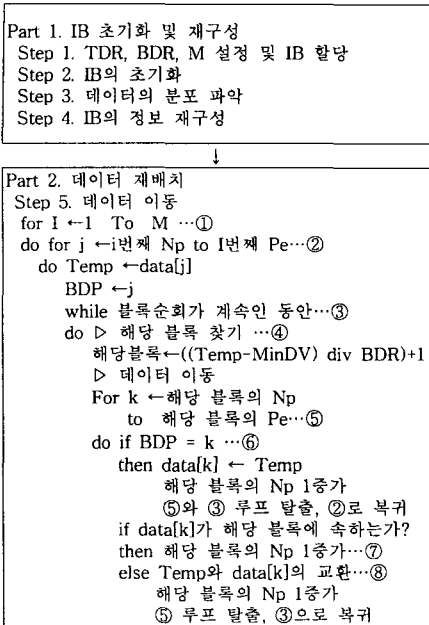 Part 1. IB 초기화 및 재구성
Step 1. TDR, BDR, M 설정 및 IB 할당
Step 2. IB의 초기화
Step 3. 데이터의 분포 파악
Step 4. IB의 정보 재구성
↓
Part 2. 데이터 재배치
Step 5. 데이터 이동
for I ←1 To M …①
do for j ←i번째 Np to I번째 Pe…②
do Temp ←data[j]
BDP ←j
while 블록순회가 계속인 동안…③
do ▷ 해당 블록 찾기 …④
해당블록←((Temp-MinDV) div BDR)+1
▷ 데이터 이동
For k ←해당 블록의 Np
to 해당 블록의 Pe…⑤
do if BDP = k …⑥
then data[k] ← Temp
해당 블록의 Np 1증가
⑤와 ③ 루프 탈출, ②로 복귀
if data[k]가 해당 블록에 속하는가?
then 해당 블록의 Np 1증가…⑦
else Temp와 data[k]의 교환…⑧
해당 블록의 Np 1증가
⑤ 루프 탈출, ③으로 복귀